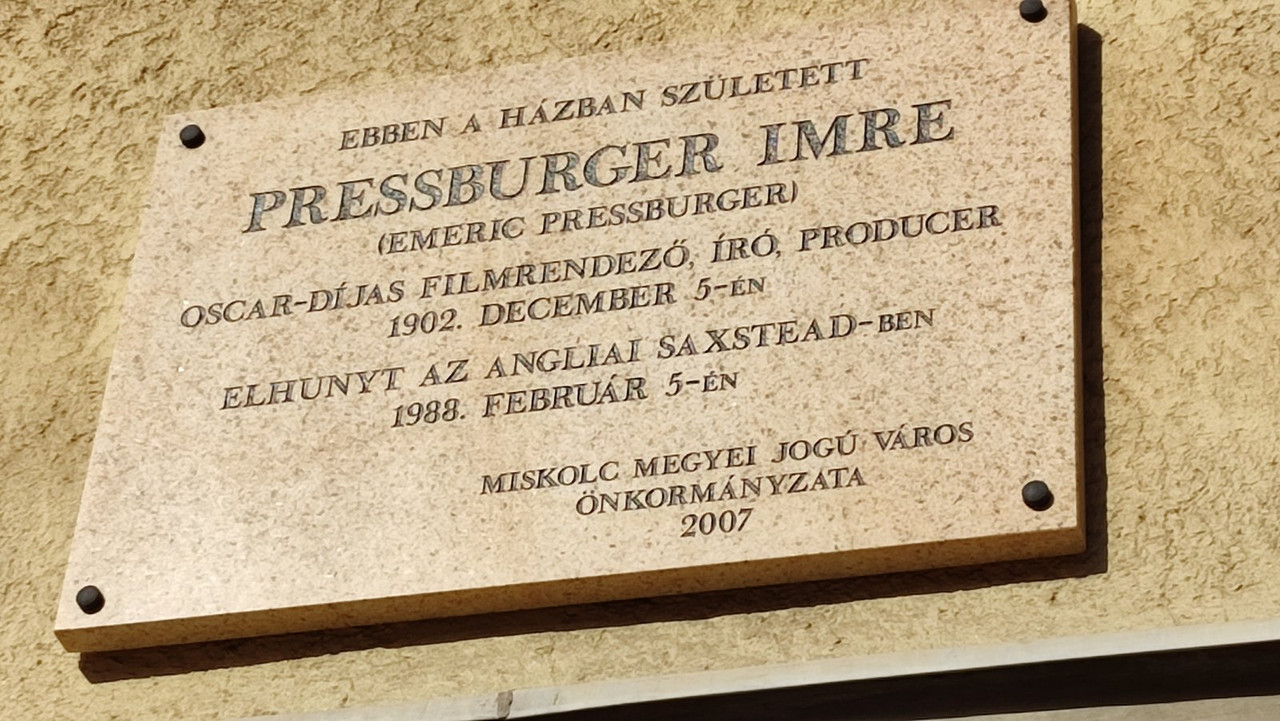 EBBEN A HÁZBAN SZÜLETETT
PRESSBURGER IMRE
(EMERIC PRESSBURGER)
OSCAR-DÍJAS FILMRENDEZŐ, ÍRÓ, PRODUCER
1902. DECEMBER 5-ÉN
ELHUNYT AZ ANGLIAI SAXSTEAD-BEN
1988. FEBRUÁR 5-ÉN
MISKOLC MEGYEI JOGÚ VÁROS
ÖNKORMÁNYZATA
2007